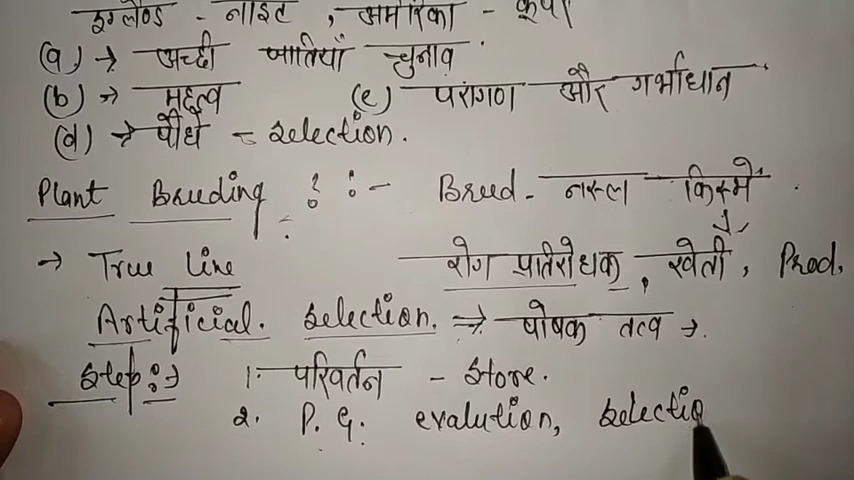 इंग्लैण्ड - नाइट , अमेरिका - कूपर
(a) → अच्छी जातियाँ चुनाव
(b) → महत्व (c) परागण और गर्भाधान
(d) → पौधे - selection.
Plant Breeding ? :- Breed - नस्ल किस्में
→ True line रोग प्रतिरोधक, खेती, Prod.
Artificial. selection. ⇒ पोषक तत्व →.
Step:→ 1. परिवर्तन - store.
2. P. G. evalution, selectio